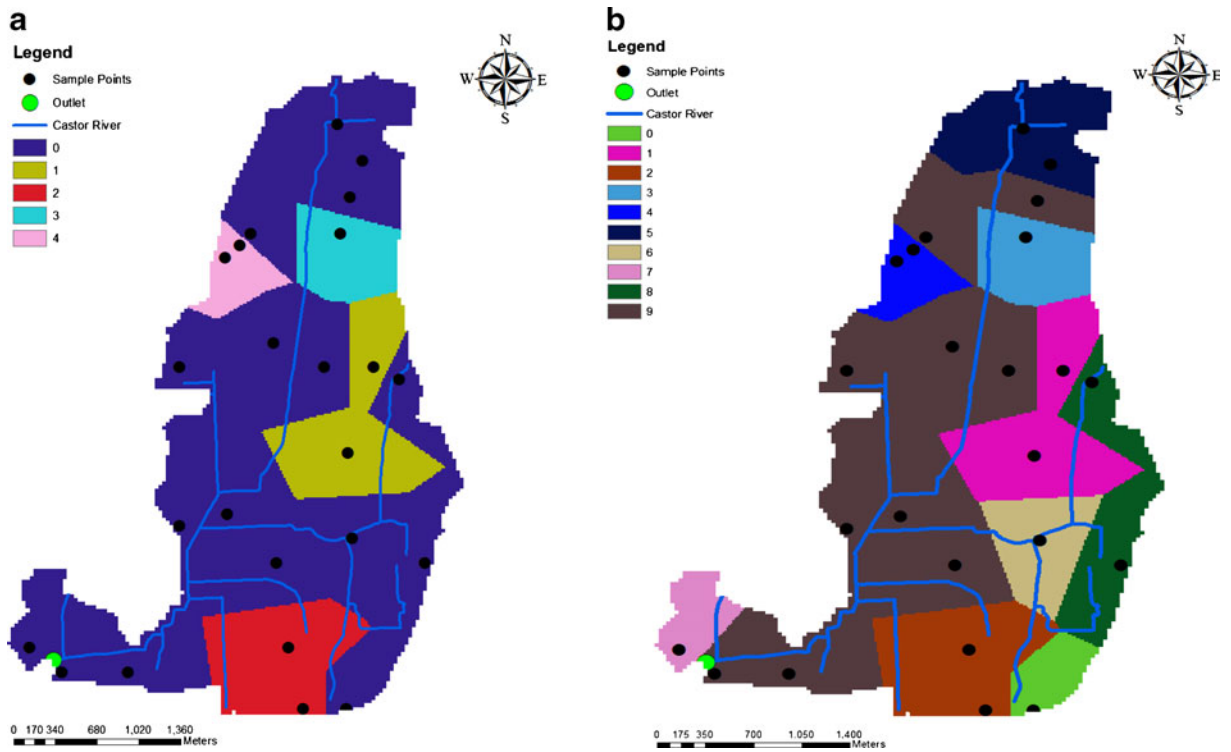 a
Legend
Sample Points
Outlet
Castor River
0
1
2
3
4
N
W E
S
0 170 340 680 1,020 1,360
Meters
b
Legend
Sample Points
Outlet
Castor River
0
1
2
3
4
5
6
7
8
9
N
W E
S
0 175 350 700 1.050 1,400
Meters